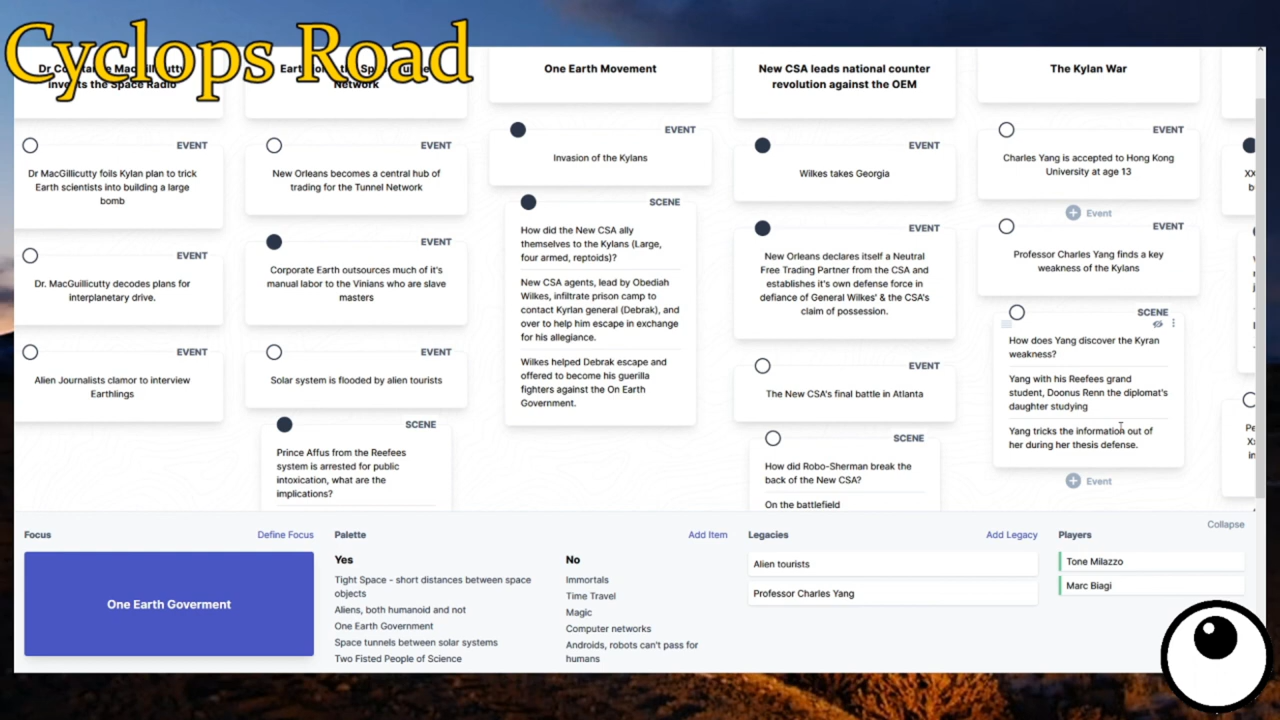 Cyclops Road
Dr Constance MacGillicutty
invents the Space Radio
Network
One Earth Movement
New CSA leads national counter
revolution against the OEM
The Kylan War
EVENT
Dr MacGillicutty foils Kylan plan to trick
Earth scientists into building a large
bomb
EVENT
Dr. MacGuillicutty decodes plans for
interplanetary drive.
EVENT
Alien Journalists clamor to interview
Earthlings
EVENT
New Orleans becomes a central hub of
trading for the Tunnel Network
EVENT
Corporate Earth outsources much of it's
manual labor to the Vinians who are slave
masters
EVENT
Solar system is flooded by alien tourists
SCENE
Prince Affus from the Reefees
system is arrested for public
intoxication, what are the
implications?
EVENT
Invasion of the Kylans
SCENE
How did the New CSA ally
themselves to the Kylans (Large,
four armed, reptoids)?
New CSA agents, lead by Obediah
Wilkes, infiltrate prison camp to
contact Kyrlan general (Debrak), and
over to help him escape in exchange
for his allegiance.
Wilkes helped Debrak escape and
offered to become his guerilla
fighters against the On Earth
Government.
EVENT
Wilkes takes Georgia
EVENT
New Orleans declares itself a Neutral
Free Trading Partner from the CSA and
establishes it's own defense force in
defiance of General Wilkes' & the CSA's
claim of possession.
EVENT
The New CSA's final battle in Atlanta
SCENE
How did Robo-Sherman break the
back of the New CSA?
On the battlefield
EVENT
Charles Yang is accepted to Hong Kong
University at age 13
Event
EVENT
Professor Charles Yang finds a key
weakness of the Kylans
SCENE
How does Yang discover the Kyran
weakness?
Yang with his Reefees grand
student, Doonus Renn the diplomat's
daughter studying
Yang tricks the information out of
her during her thesis defense.
Event
Collapse
Focus
Define Focus
One Earth Goverment
Palette
Add Item
Yes
Tight Space - short distances between space
objects
Aliens, both humanoid and not
One Earth Government
Space tunnels between solar systems
Two Fisted People of Science
No
Immortals
Time Travel
Magic
Computer networks
Androids, robots can't pass for
humans
Legacies
Add Legacy
Alien tourists
Professor Charles Yang
Players
Tone Milazzo
Marc Biagi